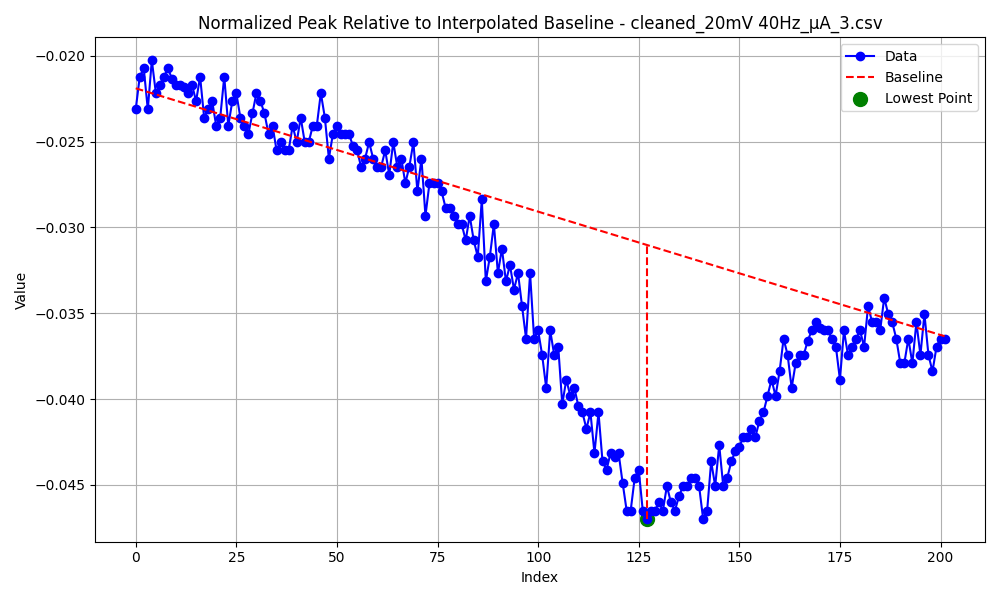 Normalized Peak Relative to Interpolated Baseline - cleaned_20mV 40Hz_µA_3.csv
Data
Baseline
Lowest Point
−0.020
−0.025
−0.030
−0.035
−0.040
−0.045
Value
0
25
50
75
100
125
150
175
200
Index